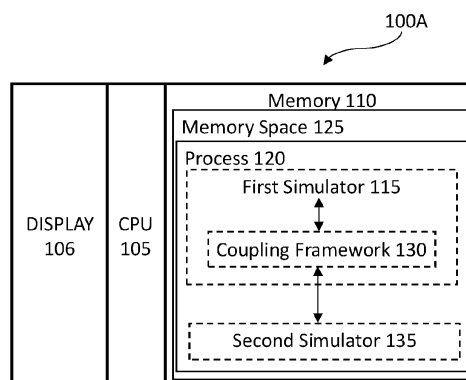 100A
Memory 110
Memory Space 125
Process 120
First Simulator 115
DISPLAY
106
CPU
105
Coupling Framework 130
Second Simulator 135